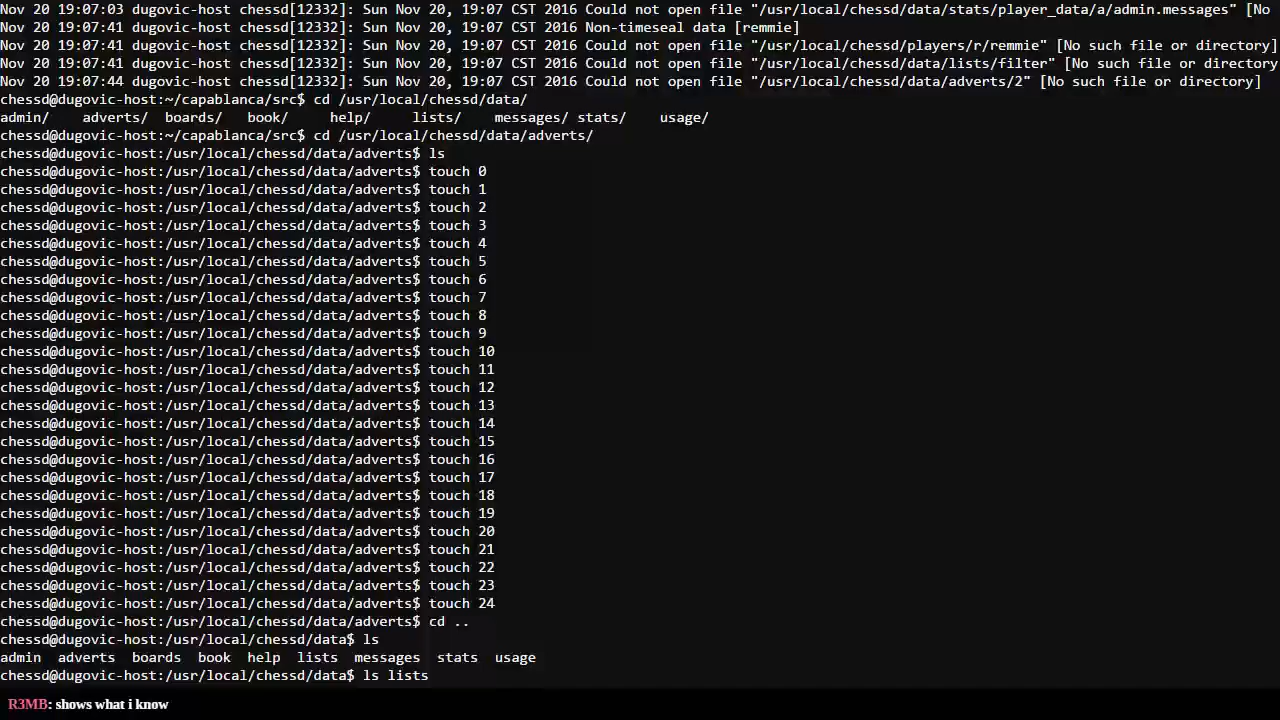 Nov 20 19:07:03 dugovic-host chessd[12332]: Sun Nov 20, 19:07 CST 2016 Could not open file "/usr/local/chessd/data/stats/player_data/a/admin.messages" [No
Nov 20 19:07:41 dugovic-host chessd[12332]: Sun Nov 20, 19:07 CST 2016 Non-timeseal data [remmie]
Nov 20 19:07:41 dugovic-host chessd[12332]: Sun Nov 20, 19:07 CST 2016 Could not open file "/usr/local/chessd/players/r/remmie" [No such file or directory]
Nov 20 19:07:41 dugovic-host chessd[12332]: Sun Nov 20, 19:07 CST 2016 Could not open file "/usr/local/chessd/data/lists/filter" [No such file or directory
Nov 20 19:07:44 dugovic-host chessd[12332]: Sun Nov 20, 19:07 CST 2016 Could not open file "/usr/local/chessd/data/adverts/2" [No such file or directory]
chessd@dugovic-host:~/capablanca/src$ cd /usr/local/chessd/data/
admin/    adverts/  boards/   book/     help/     lists/    messages/ stats/    usage/
chessd@dugovic-host:~/capablanca/src$ cd /usr/local/chessd/data/adverts/
chessd@dugovic-host:/usr/local/chessd/data/adverts$ ls
chessd@dugovic-host:/usr/local/chessd/data/adverts$ touch 0
chessd@dugovic-host:/usr/local/chessd/data/adverts$ touch 1
chessd@dugovic-host:/usr/local/chessd/data/adverts$ touch 2
chessd@dugovic-host:/usr/local/chessd/data/adverts$ touch 3
chessd@dugovic-host:/usr/local/chessd/data/adverts$ touch 4
chessd@dugovic-host:/usr/local/chessd/data/adverts$ touch 5
chessd@dugovic-host:/usr/local/chessd/data/adverts$ touch 6
chessd@dugovic-host:/usr/local/chessd/data/adverts$ touch 7
chessd@dugovic-host:/usr/local/chessd/data/adverts$ touch 8
chessd@dugovic-host:/usr/local/chessd/data/adverts$ touch 9
chessd@dugovic-host:/usr/local/chessd/data/adverts$ touch 10
chessd@dugovic-host:/usr/local/chessd/data/adverts$ touch 11
chessd@dugovic-host:/usr/local/chessd/data/adverts$ touch 12
chessd@dugovic-host:/usr/local/chessd/data/adverts$ touch 13
chessd@dugovic-host:/usr/local/chessd/data/adverts$ touch 14
chessd@dugovic-host:/usr/local/chessd/data/adverts$ touch 15
chessd@dugovic-host:/usr/local/chessd/data/adverts$ touch 16
chessd@dugovic-host:/usr/local/chessd/data/adverts$ touch 17
chessd@dugovic-host:/usr/local/chessd/data/adverts$ touch 18
chessd@dugovic-host:/usr/local/chessd/data/adverts$ touch 19
chessd@dugovic-host:/usr/local/chessd/data/adverts$ touch 20
chessd@dugovic-host:/usr/local/chessd/data/adverts$ touch 21
chessd@dugovic-host:/usr/local/chessd/data/adverts$ touch 22
chessd@dugovic-host:/usr/local/chessd/data/adverts$ touch 23
chessd@dugovic-host:/usr/local/chessd/data/adverts$ touch 24
chessd@dugovic-host:/usr/local/chessd/data/adverts$ cd ..
chessd@dugovic-host:/usr/local/chessd/data$ ls
admin  adverts  boards  book  help  lists  messages  stats  usage
chessd@dugovic-host:/usr/local/chessd/data$ ls lists
R3MB: shows what i know